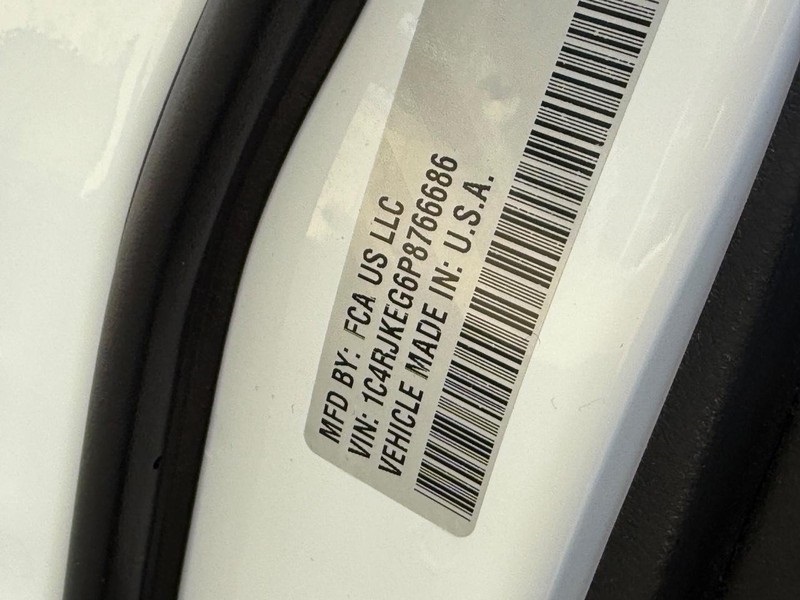 MFD BY: FCA US LLC
VIN: 1C4RJKEG6P8766686
VEHICLE MADE IN: U.S.A.